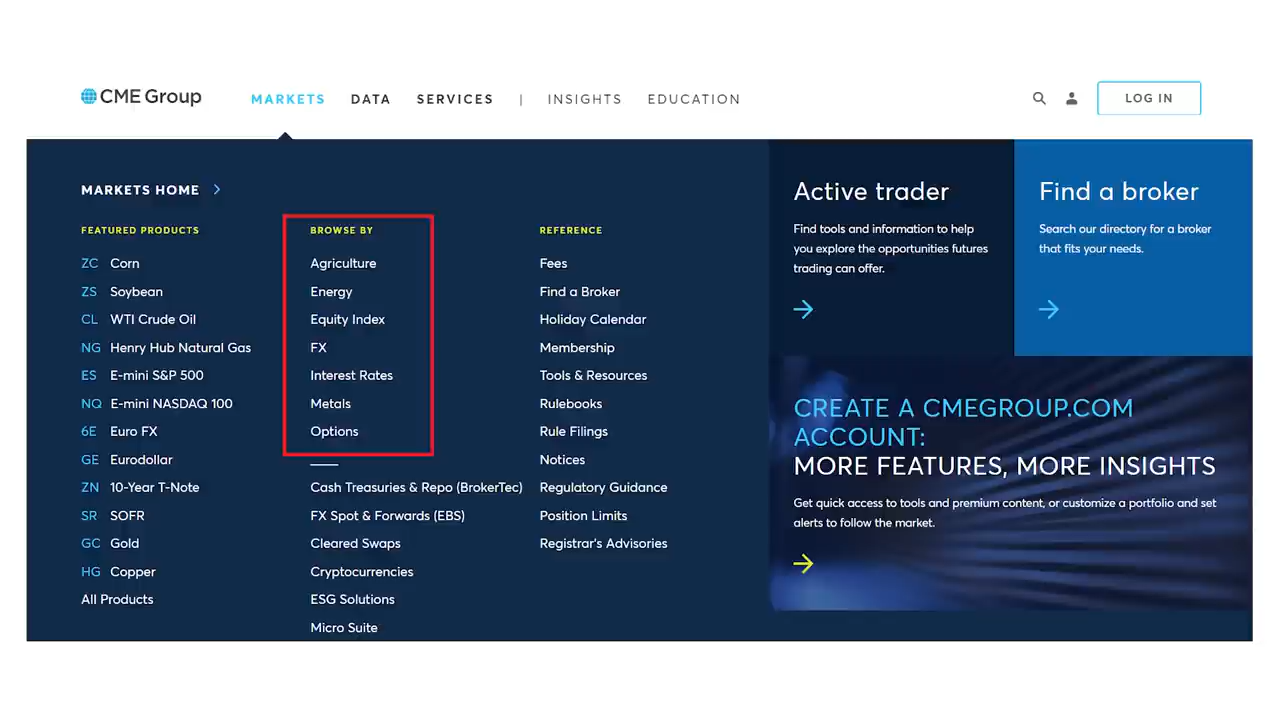 CME Group
MARKETS DATA SERVICES | INSIGHTS EDUCATION
LOG IN
MARKETS HOME
FEATURED PRODUCTS
ZC Corn
ZS Soybean
CL WTI Crude Oil
NG Henry Hub Natural Gas
ES E-mini S&P 500
NQ E-mini NASDAQ 100
6E Euro FX
GE Eurodollar
ZN 10-Year T-Note
SR SOFR
GC Gold
HG Copper
All Products
BROWSE BY
Agriculture
Energy
Equity Index
FX
Interest Rates
Metals
Options
Cash Treasuries & Repo (BrokerTec)
FX Spot & Forwards (EBS)
Cleared Swaps
Cryptocurrencies
ESG Solutions
Micro Suite
REFERENCE
Fees
Find a Broker
Holiday Calendar
Membership
Tools & Resources
Rulebooks
Rule Filings
Notices
Regulatory Guidance
Position Limits
Registrar's Advisories
Active trader
Find tools and information to help
you explore the opportunities futures
trading can offer.
Find a broker
Search our directory for a broker
that fits your needs.
CREATE A CMEGROUP.COM
ACCOUNT:
MORE FEATURES, MORE INSIGHTS
Get quick access to tools and premium content, or customize a portfolio and set
alerts to follow the market.